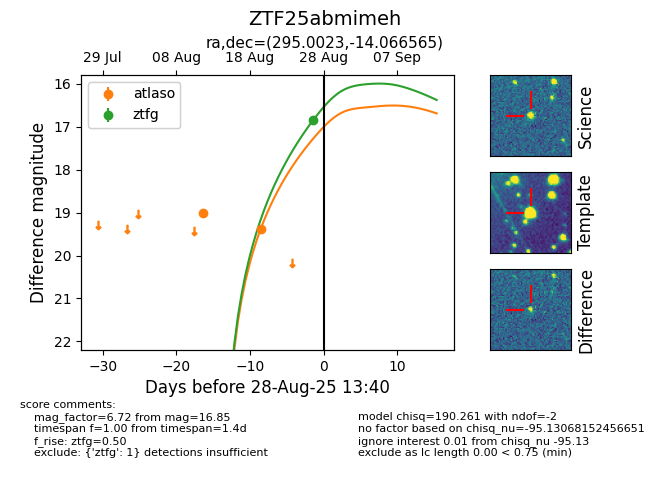 ZTF25abmimeh
ra,dec=(295.0023,-14.066565)
29 Jul 08 Aug 18 Aug 28 Aug 07 Sep
atlaso
ztfg
Difference magnitude
16
17
18
19
20
21
22
−30 −20 −10 0 10
Days before 28-Aug-25 13:40
Science
Template
Difference
score comments:
mag_factor=6.72 from mag=16.85
timespan f=1.00 from timespan=1.4d
f_rise: ztfg=0.50
exclude: {'ztfg': 1} detections insufficient
model chisq=190.261 with ndof=-2
no factor based on chisq_nu=-95.13068152456651
ignore interest 0.01 from chisq_nu -95.13
exclude as lc length 0.00 < 0.75 (min)